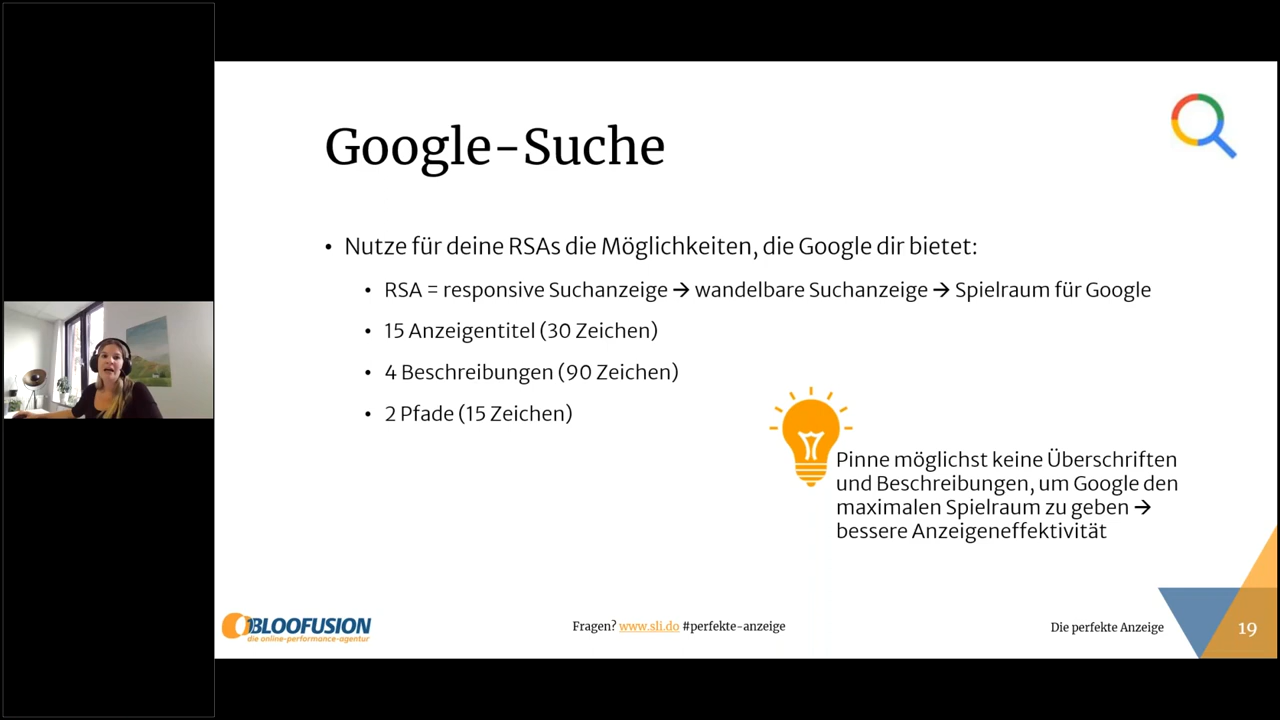 Google-Suche
• Nutze für deine RSAs die Möglichkeiten, die Google dir bietet:
• RSA = responsive Suchanzeige → wandelbare Suchanzeige → Spielraum für Google
• 15 Anzeigentitel (30 Zeichen)
• 4 Beschreibungen (90 Zeichen)
• 2 Pfade (15 Zeichen)
Pinne möglichst keine Überschriften
und Beschreibungen, um Google den
maximalen Spielraum zu geben →
bessere Anzeigeneffektivität
BLOOFUSION
die online-performance-agentur
Fragen? www.sli.do #perfekte-anzeige
Die perfekte Anzeige
19